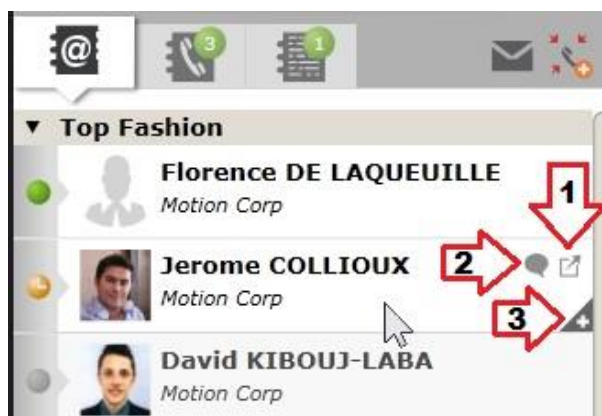 @
3
1
Top Fashion
Florence DE LAQUEUILLE
Motion Corp
1
Jerome COLLIOUX
2
Motion Corp
3
David KIBOUJ-LABA
Motion Corp